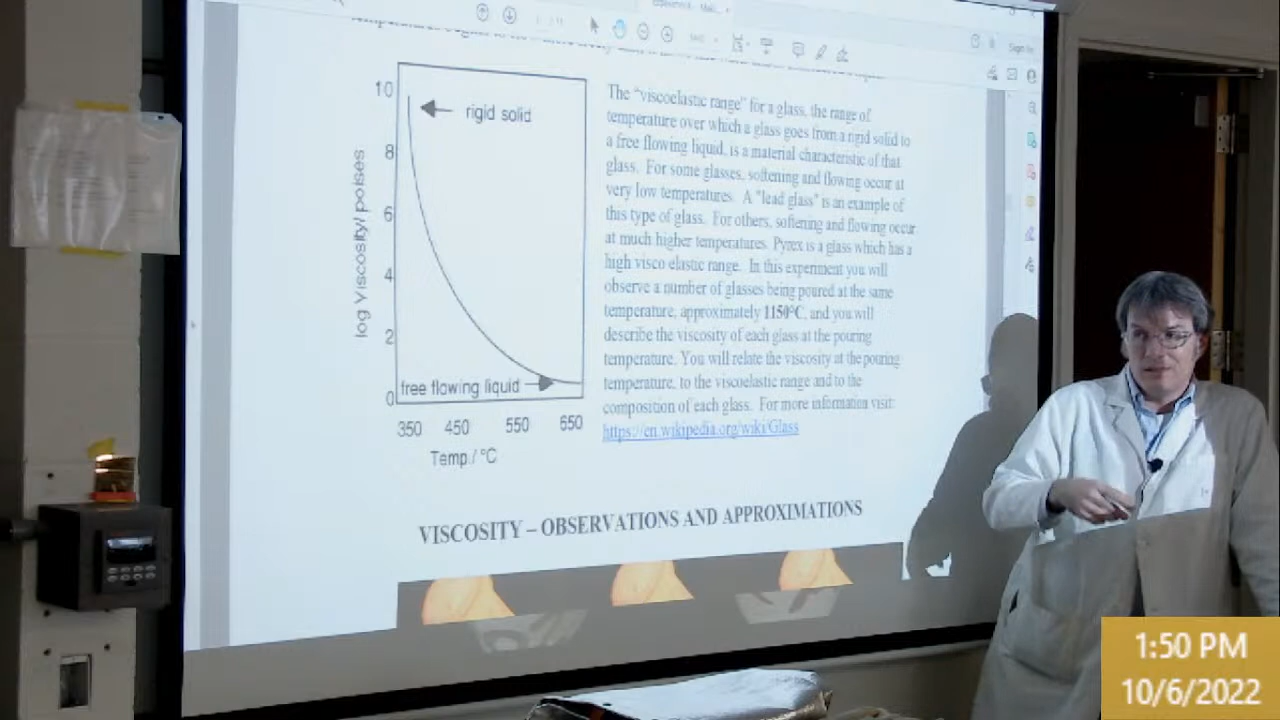 Sign In
10
rigid solid
8
6
4
2
0
log Viscosity/ poises
free flowing liquid
350 450 550 650
Temp./ °C
The "viscoelastic range" for a glass, the range of
temperature over which a glass goes from a rigid solid to
a free flowing liquid, is a material characteristic of that
glass. For some glasses, softening and flowing occur at
very low temperatures. A "lead glass" is an example of
this type of glass. For others, softening and flowing occur
at much higher temperatures. Pyrex is a glass which has a
high visco elastic range. In this experiment you will
observe a number of glasses being poured at the same
temperature, approximately 1150°C, and you will
describe the viscosity of each glass at the pouring
temperature. You will relate the viscosity at the pouring
temperature, to the viscoelastic range and to the
composition of each glass. For more information visit:
https://en.wikipedia.org/wiki/Glass
VISCOSITY – OBSERVATIONS AND APPROXIMATIONS
1:50 PM
10/6/2022